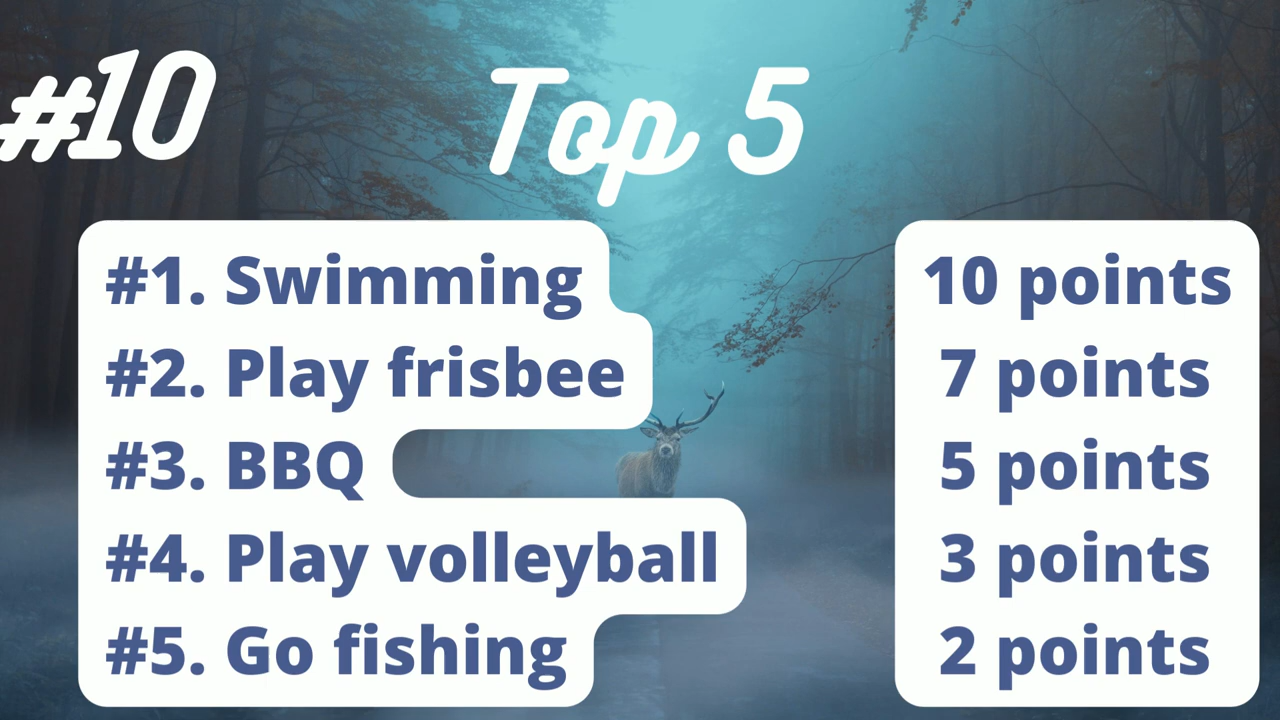 #10
Top 5
#1. Swimming
10 points
#2. Play frisbee
7 points
#3. BBQ
5 points
#4. Play volleyball
3 points
#5. Go fishing
2 points